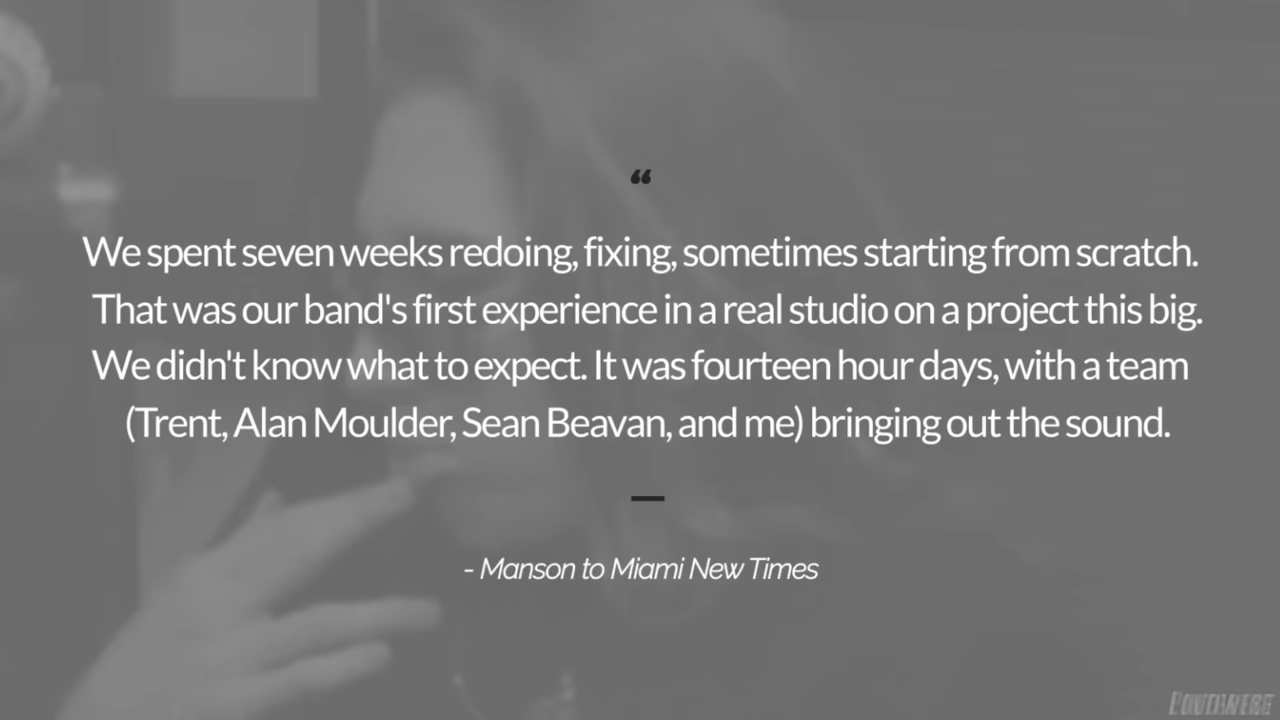 “
We spent seven weeks redoing, fixing, sometimes starting from scratch.
That was our band's first experience in a real studio on a project this big.
We didn't know what to expect. It was fourteen hour days, with a team
(Trent, Alan Moulder, Sean Beavan, and me) bringing out the sound.
- Manson to Miami New Times
LOUDWIRE